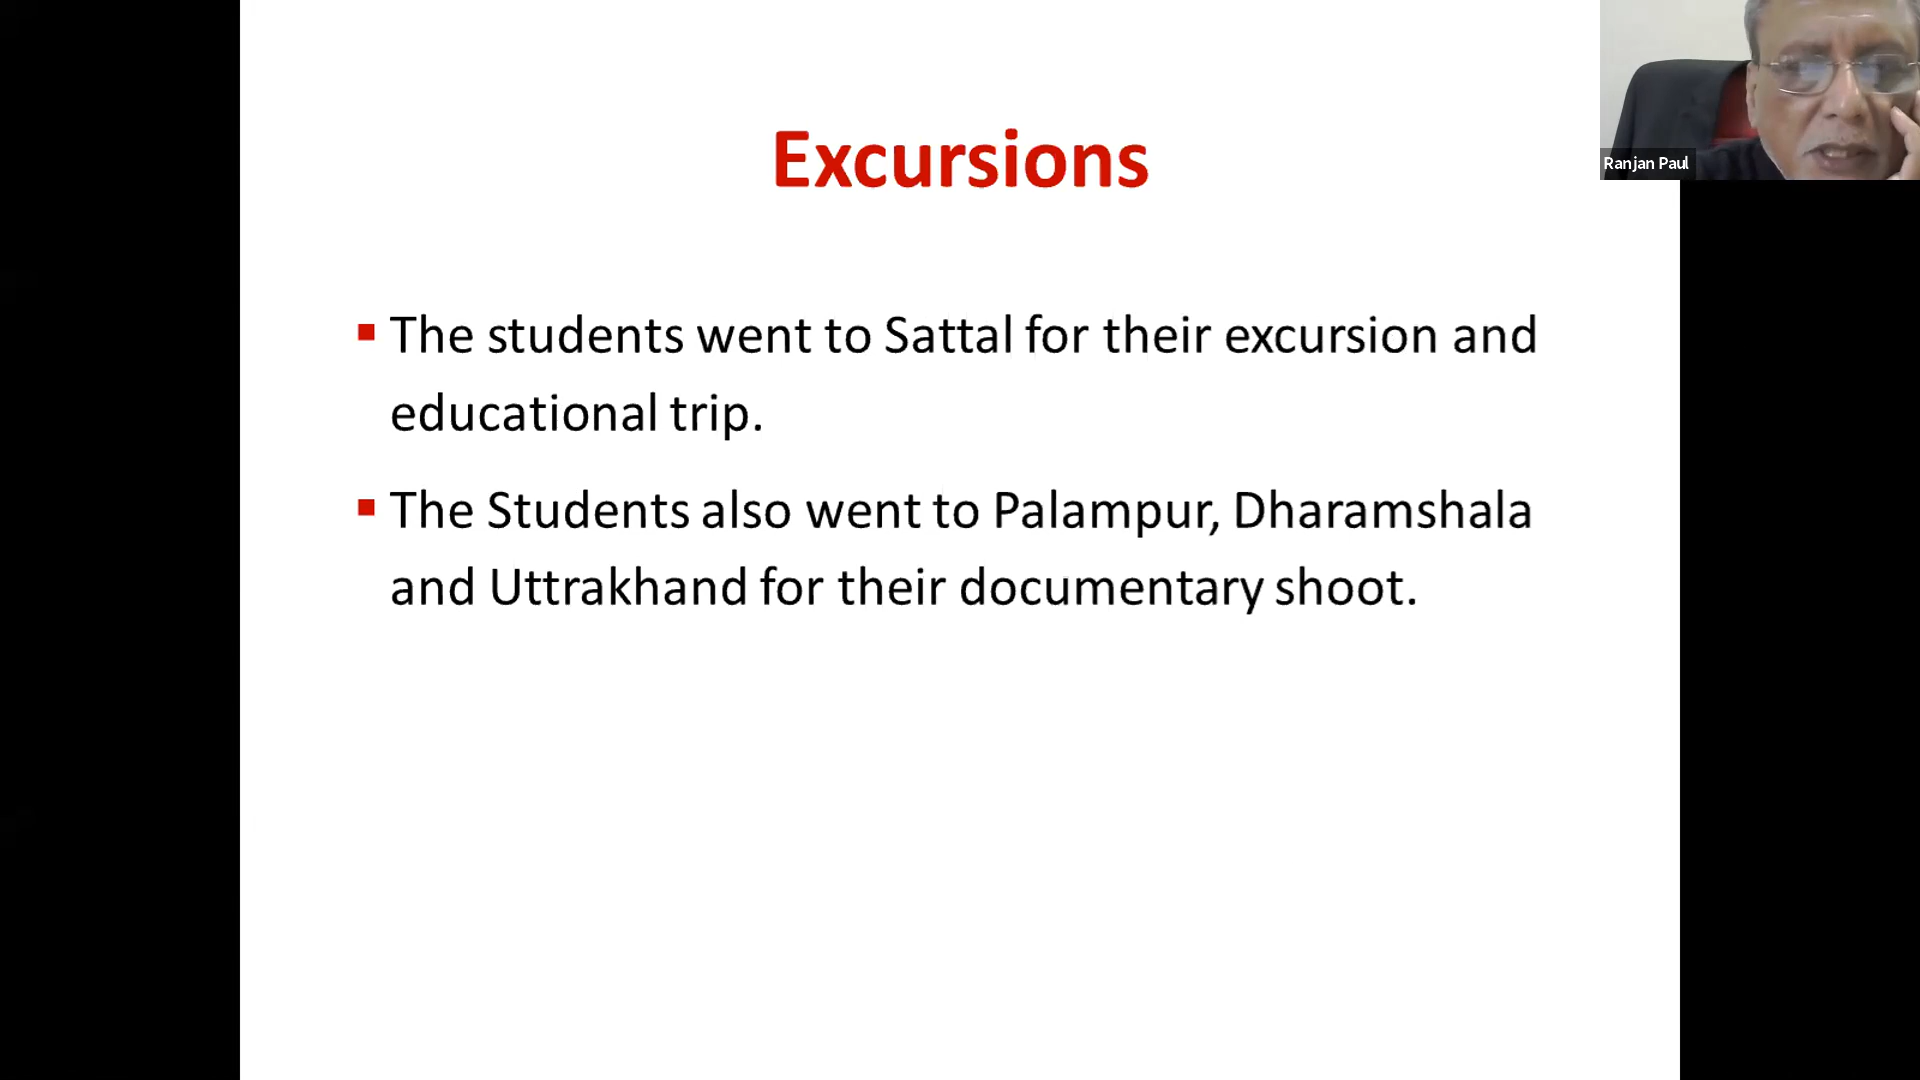 Excursions
Ranjan Paul
▪ The students went to Sattal for their excursion and
educational trip.
▪ The Students also went to Palampur, Dharamshala
and Uttrakhand for their documentary shoot.